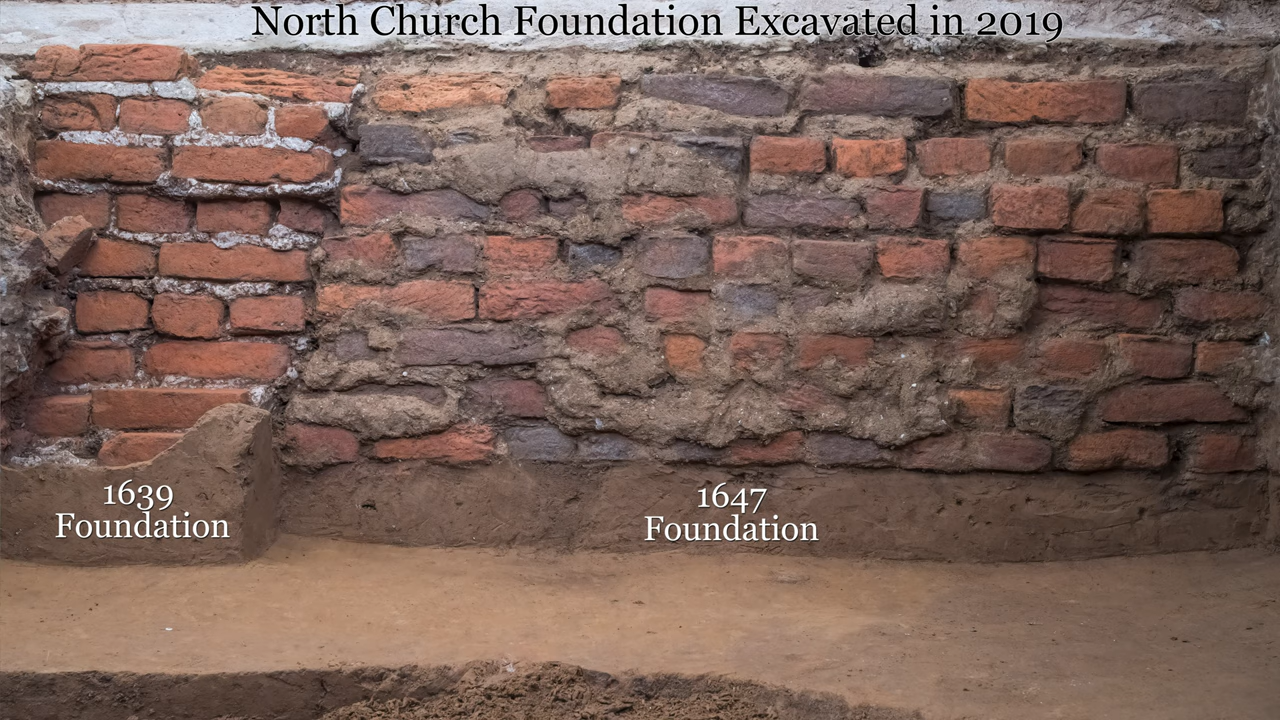 North Church Foundation Excavated in 2019
1639
Foundation
1647
Foundation